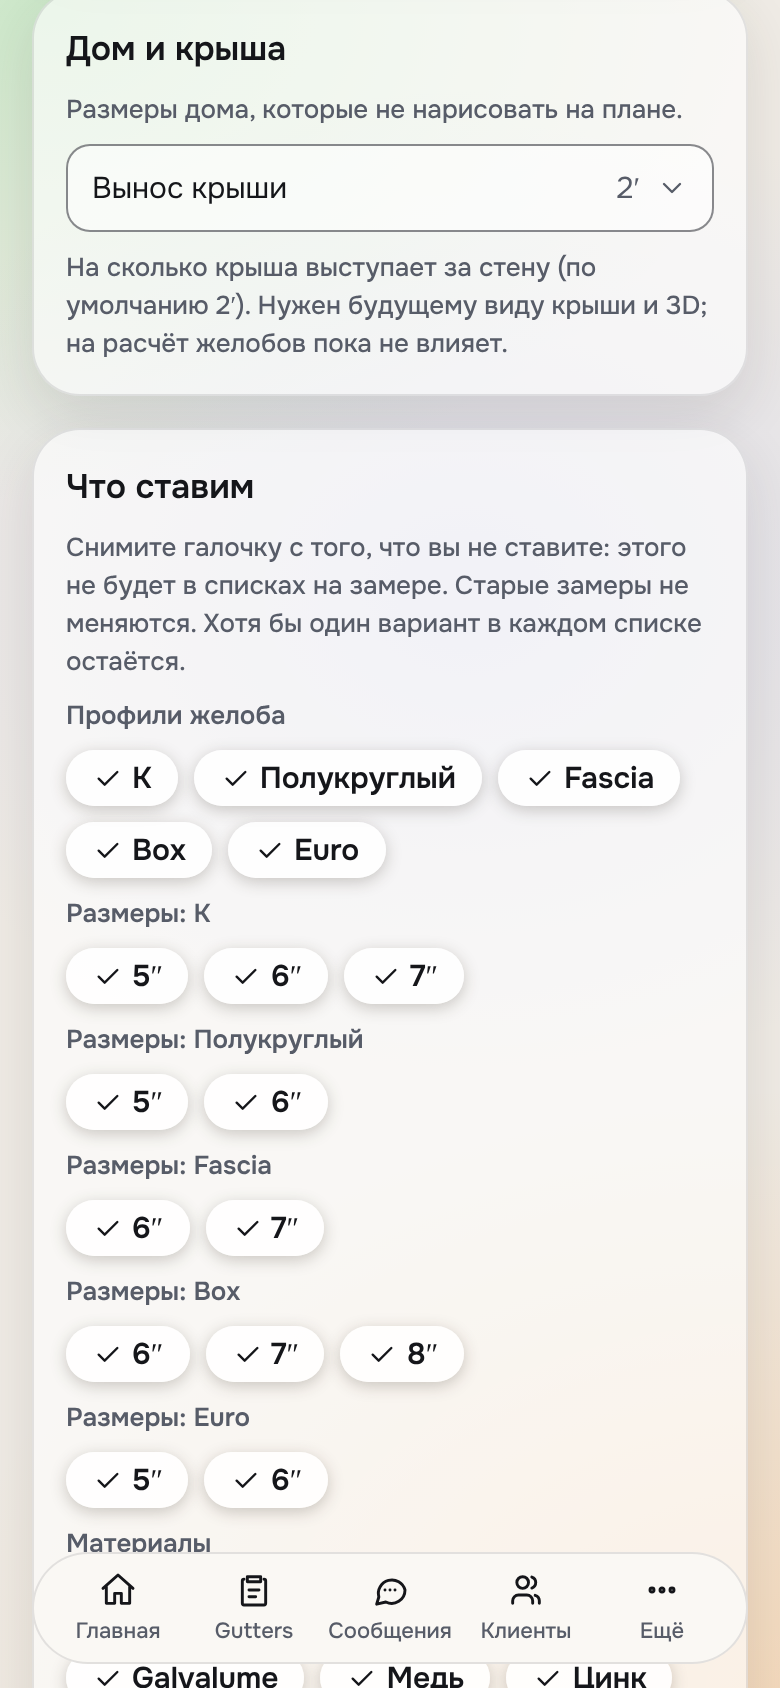 Дом и крыша
Размеры дома, которые не нарисовать на плане.
Вынос крыши 2′
На сколько крыша выступает за стену (по
умолчанию 2′). Нужен будущему виду крыши и 3D;
на расчёт желобов пока не влияет.
Что ставим
Снимите галочку с того, что вы не ставите: этого
не будет в списках на замере. Старые замеры не
меняются. Хотя бы один вариант в каждом списке
остаётся.
Профили желоба
K Полукруглый Fascia
Box Euro
Размеры: K
5″ 6″ 7″
Размеры: Полукруглый
5″ 6″
Размеры: Fascia
6″ 7″
Размеры: Box
6″ 7″ 8″
Размеры: Euro
5″ 6″
Материалы
Главная Gutters Сообщения Клиенты Ещё
Galvalume Медь Цинк